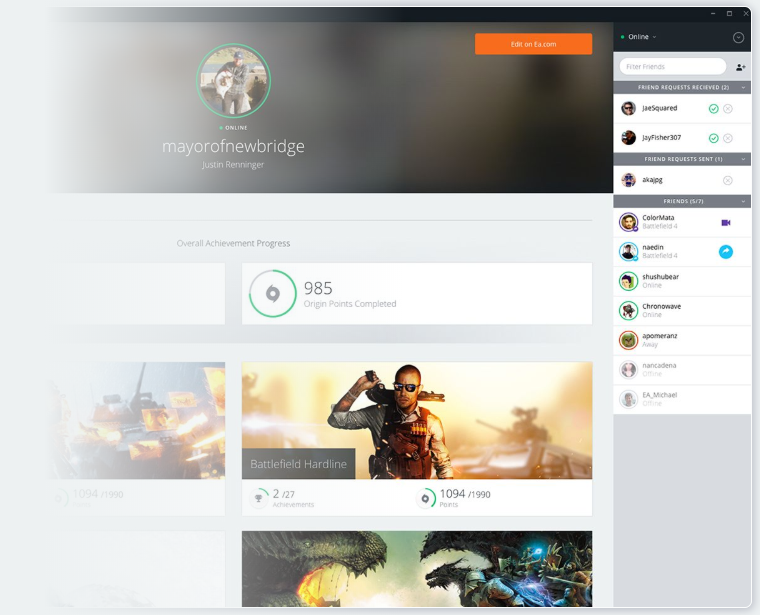 Edit on Ea.com
ONLINE
mayorofnewbridge
Justin Renninger
Overall Achievement Progress
985
Origin Points Completed
1094 /1990
Battlefield Hardline
2 /27
Achievements
1094 /1990
Points
Online
Filter Friends
FRIEND REQUESTS RECIEVED (2)
JaeSquared
JayFisher307
FRIEND REQUESTS SENT (1)
akajpg
FRIENDS (5/7)
ColorMata
Battlefield 4
naedin
Battlefield 4
shushubear
Online
Chronowave
Online
apomeranz
Away
nancadena
Offline
EA_Michael
Offline